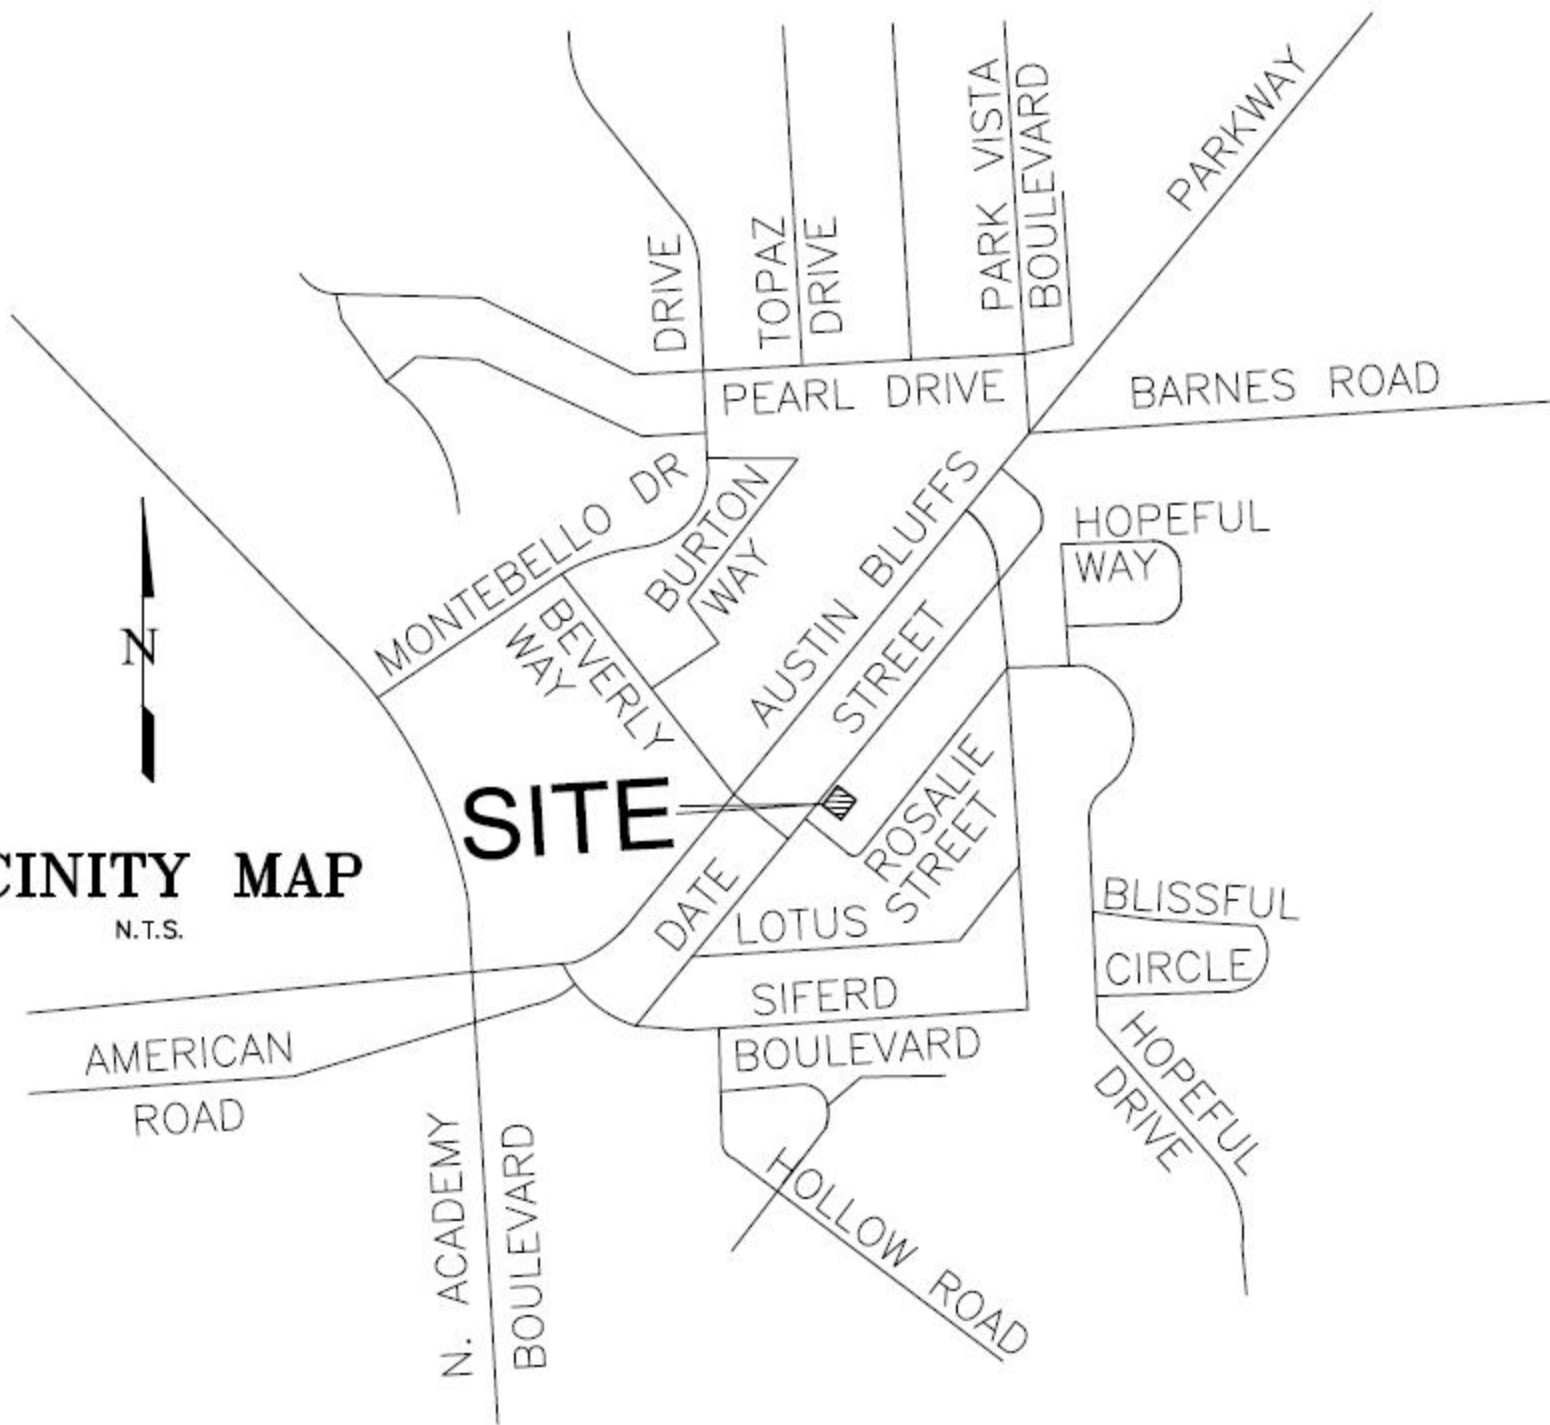 PARK VISTA
BOULEVARD
PARKWAY
DRIVE
TOPAZ
DRIVE
PEARL DRIVE
BARNES ROAD
MONTEBELLO DR
BURTON
WAY
AUSTIN BLUFFS
HOPEFUL
WAY
BEVERLY
WAY
STREET
N
SITE
ROSALIE
STREET
CINITY MAP
N.T.S.
DATE
LOTUS
BLISSFUL
CIRCLE
SIFERD
BOULEVARD
AMERICAN
ROAD
HOPEFUL
DRIVE
N. ACADEMY
BOULEVARD
HOLLOW ROAD